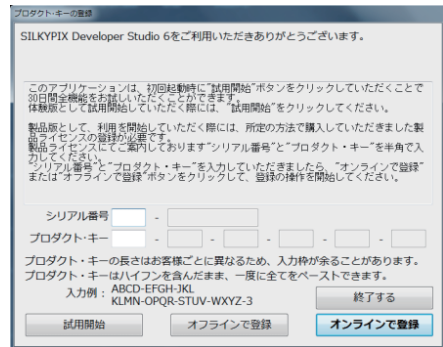 プロダクト・キーの登録
SILKYPIX Developer Studio 6をご利用いただきありがとうございます。
このアプリケーションは、初回起動時に"試用開始"ボタンをクリックしていただくことで
30日間全機能をお試しいただくことができます。
体験版として試用開始していただく際には、"試用開始"をクリックしてください。
製品版として、利用を開始していただく際には、所定の方法で購入していただきました製
品ライセンスの登録が必要です。
製品ライセンスにてご案内しております"シリアル番号"と"プロダクト・キー"を半角で入
力してください。
"シリアル番号"と"プロダクト・キー"を入力していただきましたら、"オンラインで登録"
または"オフラインで登録"ボタンをクリックして、登録の操作を開始してください。
シリアル番号 -
プロダクト・キー - - - - -
プロダクト・キーの長さはお客様ごとに異なるため、入力枠が余ることがあります。
プロダクト・キーはハイフンを含んだまま、一度に全てをペーストできます。
入力例： ABCD-EFGH-JKL
KLMN-OPQR-STUV-WXYZ-3
終了する
試用開始 オフラインで登録 オンラインで登録